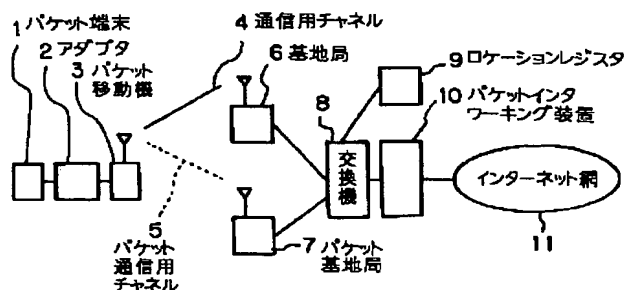 1 パケット端末
2 アダプタ
3 パケット
移動機
4 通信用チャネル
6 基地局
9 ロケーションレジスタ
8
10 パケットインタ
ワーキング装置
交換機
インターネット網
11
5
パケット
通信用
チャネル
7 パケット
基地局